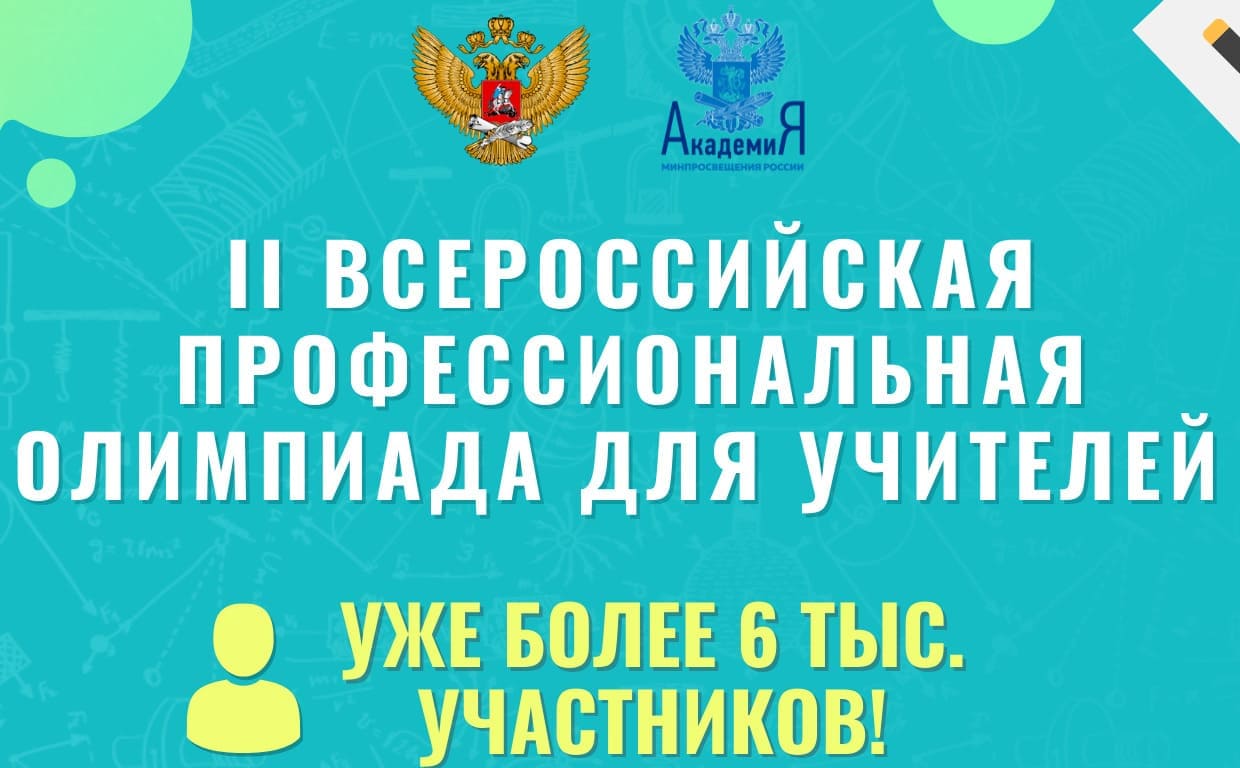 АкадемиЯ
МИНПРОСВЕЩЕНИЯ РОССИИ
II ВСЕРОССИЙСКАЯ
ПРОФЕССИОНАЛЬНАЯ
ОЛИМПИАДА ДЛЯ УЧИТЕЛЕЙ
УЖЕ БОЛЕЕ 6 ТЫС.
УЧАСТНИКОВ!